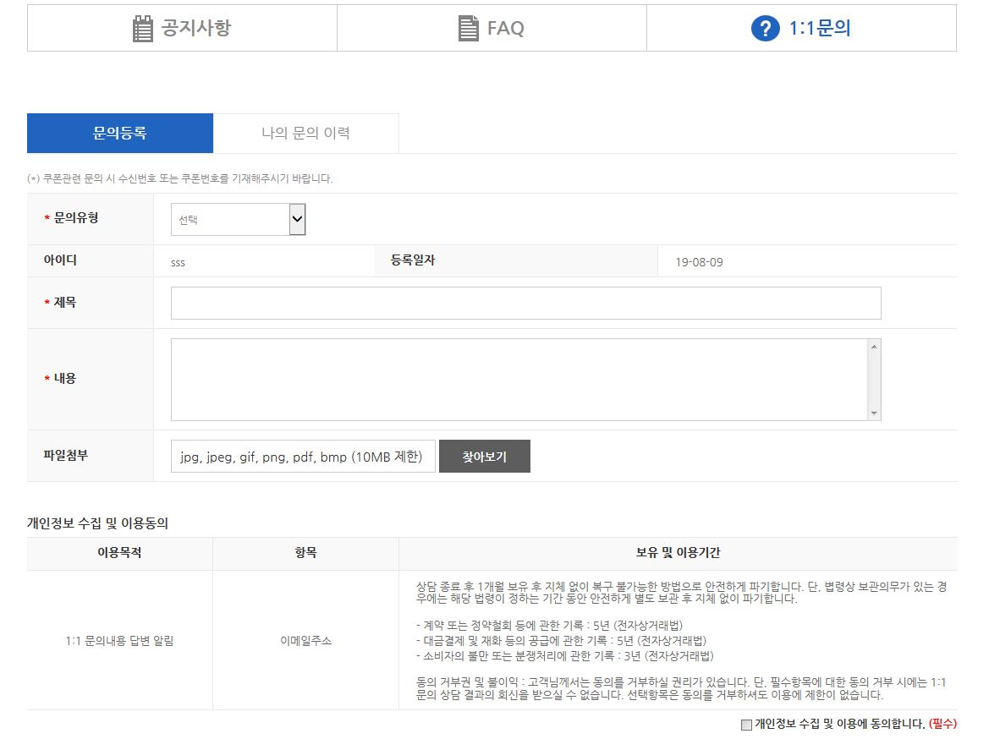 공지사항
FAQ
? 1:1문의
문의등록
나의 문의 이력
(*) 쿠폰관련 문의 시 수신번호 또는 쿠폰번호를 기재해주시기 바랍니다.
* 문의유형
선택
아이디
sss
등록일자
19-08-09
* 제목
* 내용
파일첨부
jpg, jpeg, gif, png, pdf, bmp (10MB 제한)
찾아보기
개인정보 수집 및 이용동의
이용목적
항목
보유 및 이용기간
1:1 문의내용 답변 알림
이메일주소
상담 종료 후 1개월 보유 후 지체 없이 복구 불가능한 방법으로 안전하게 파기합니다. 단, 볍령상 보관의무가 있는 경
우에는 해당 법령이 정하는 기간 동안 안전하게 별도 보관 후 지체 없이 파기합니다.
- 계약 또는 청약철회 등에 관한 기록 : 5년 (전자상거래법)
- 대금결제 및 재화 등의 공급에 관한 기록 : 5년 (전자상거래법)
- 소비자의 불만 또는 분쟁처리에 관한 기록 : 3년 (전자상거래법)
동의 거부권 및 불이익 : 고객님께서는 동의를 거부하실 권리가 있습니다. 단, 필수항목에 대한 동의 거부 시에는 1:1
문의 상담 결과의 회신을 받으실 수 없습니다. 선택항목은 동의를 거부하셔도 이용에 제한이 없습니다.
개인정보 수집 및 이용에 동의합니다. (필수)